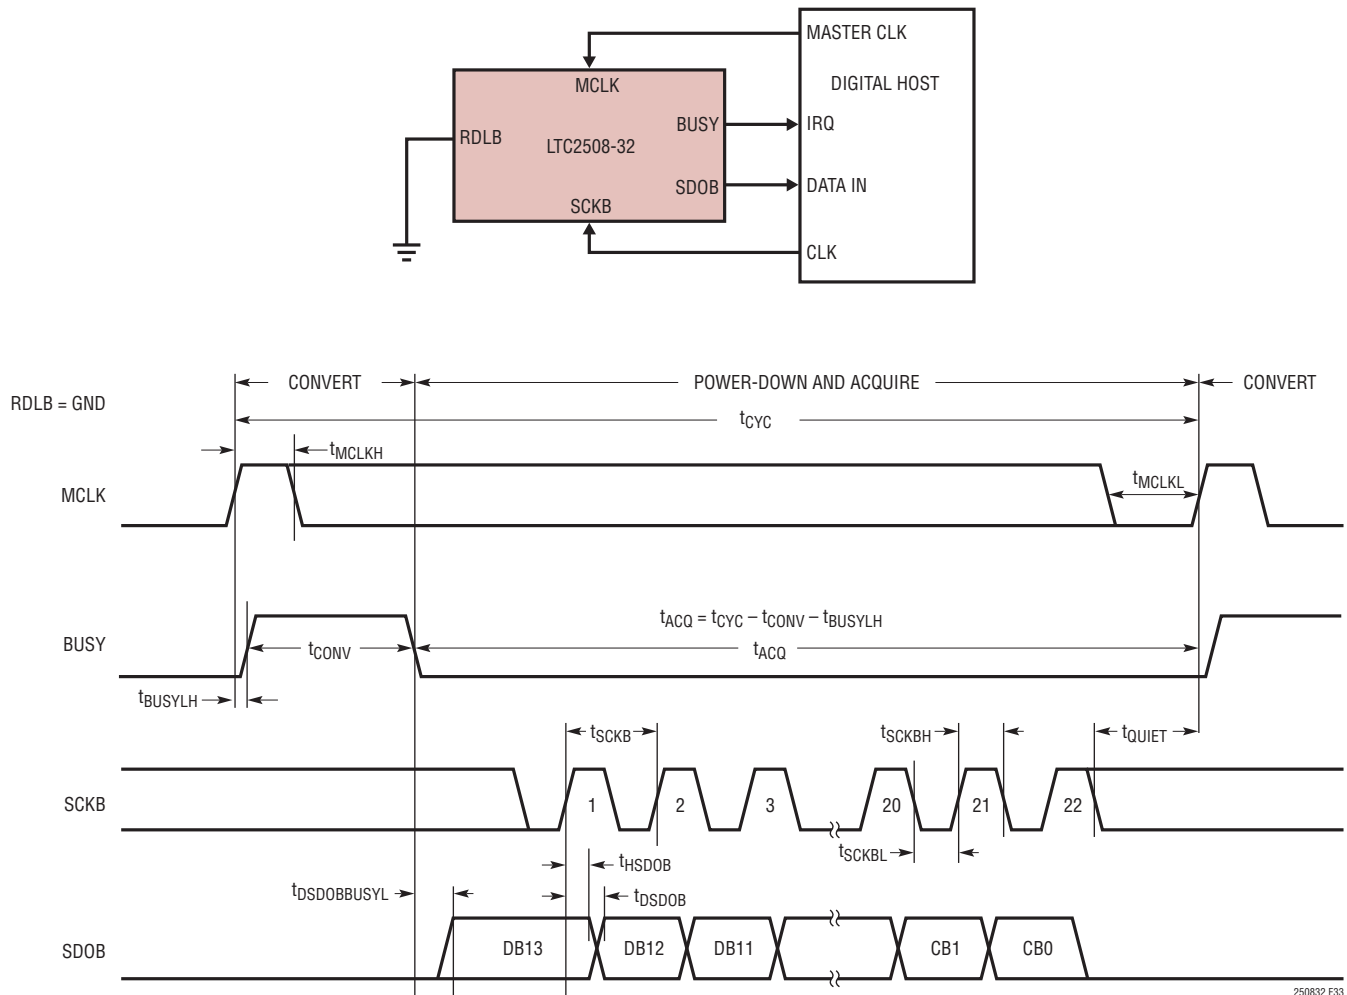 MASTER CLK
MCLK
DIGITAL HOST
BUSY
IRQ
RDLB
LTC2508-32
SDOB
DATA IN
SCKB
CLK
CONVERT
POWER-DOWN AND ACQUIRE
CONVERT
RDLB = GND
tCYC
tMCLKH
tMCLKL
MCLK
tACQ = tCYC – tCONV – tBUSYLH
BUSY
tCONV
tACQ
tBUSYLH
tSCKB
tSCKBH
tQUIET
SCKB
1
2
3
20
21
22
tSCKBL
tHSDOB
tDSDOBBUSYL
tDSDOB
SDOB
DB13
DB12
DB11
CB1
CB0
250832 F33